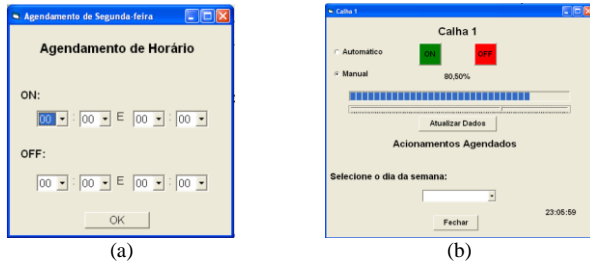 Agendamento de Segunda-feira
Agendamento de Horário
ON:
00 : 00 E 00 : 00
OFF:
00 : 00 E 00 : 00
OK
(a)
Calha 1
Calha 1
Automático
ON
OFF
Manual
80,50%
Atualizar Dados
Acionamentos Agendados
Selecione o dia da semana:
23:05:59
Fechar
(b)